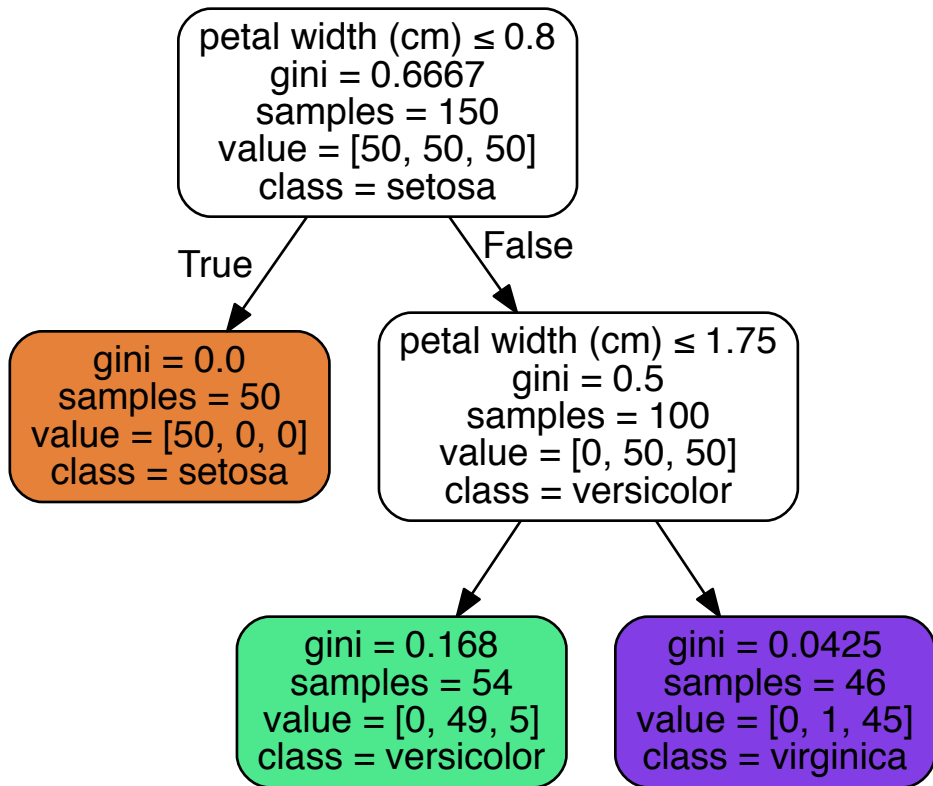 petal width (cm) ≤ 0.8
gini = 0.6667
samples = 150
value = [50, 50, 50]
class = setosa
True
False
gini = 0.0
samples = 50
value = [50, 0, 0]
class = setosa
petal width (cm) ≤ 1.75
gini = 0.5
samples = 100
value = [0, 50, 50]
class = versicolor
gini = 0.168
samples = 54
value = [0, 49, 5]
class = versicolor
gini = 0.0425
samples = 46
value = [0, 1, 45]
class = virginica